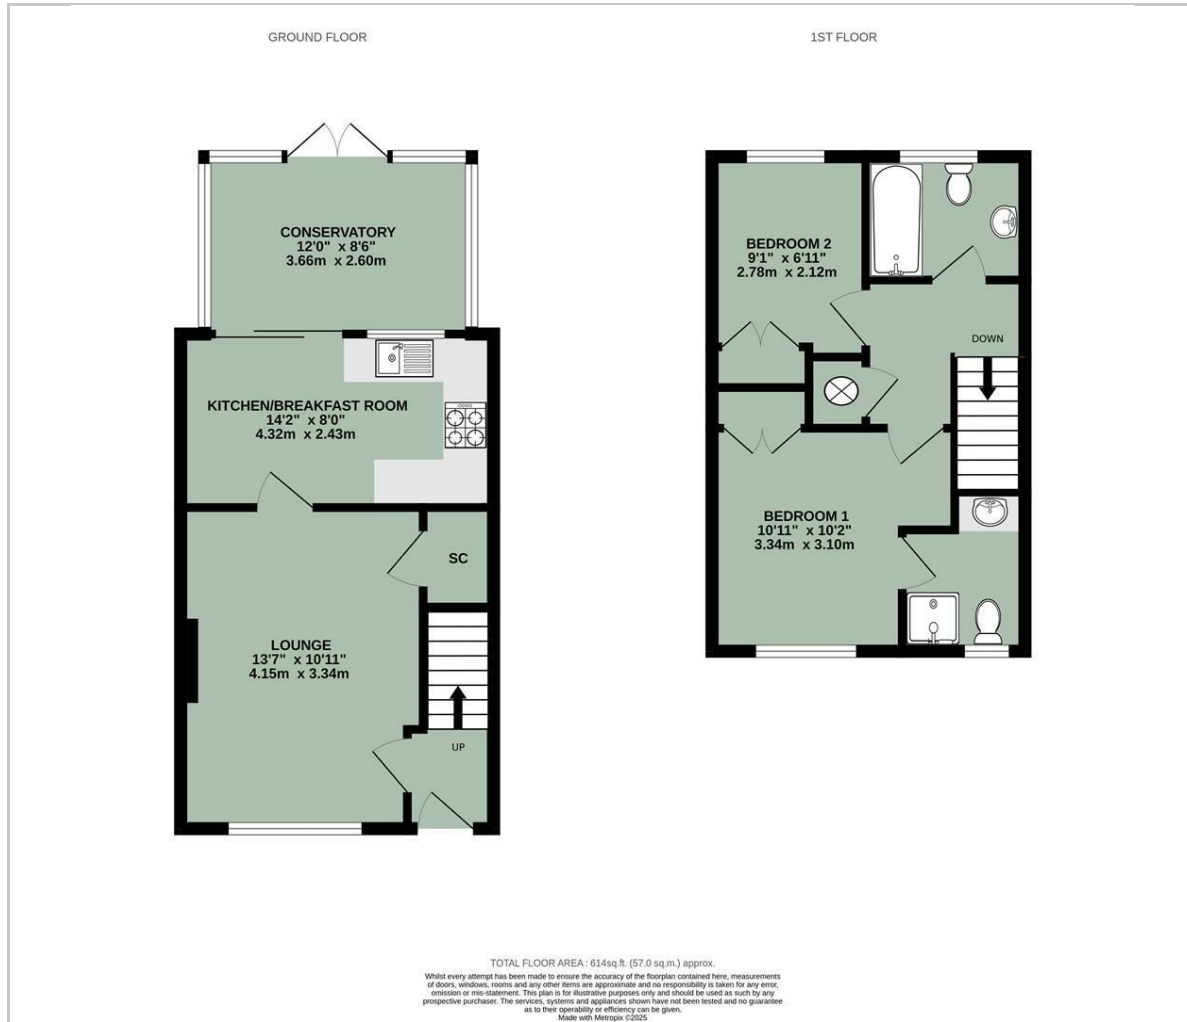 GROUND FLOOR
1ST FLOOR
CONSERVATORY
12'0" x 8'6"
3.66m x 2.60m
KITCHEN/BREAKFAST ROOM
14'2" x 8'0"
4.32m x 2.43m
SC
LOUNGE
13'7" x 10'11"
4.15m x 3.34m
UP
BEDROOM 2
9'1" x 6'11"
2.78m x 2.12m
DOWN
BEDROOM 1
10'11" x 10'2"
3.34m x 3.10m
TOTAL FLOOR AREA : 614sq.ft. (57.0 sq.m.) approx.
Whilst every attempt has been made to ensure the accuracy of the floorplan contained here, measurements
of doors, windows, rooms and any other items are approximate and no responsibility is taken for any error,
omission or mis-statement. This plan is for illustrative purposes only and should be used as such by any
prospective purchaser. The services, systems and appliances shown have not been tested and no guarantee
as to their operability or efficiency can be given.
Made with Metropix ©2025